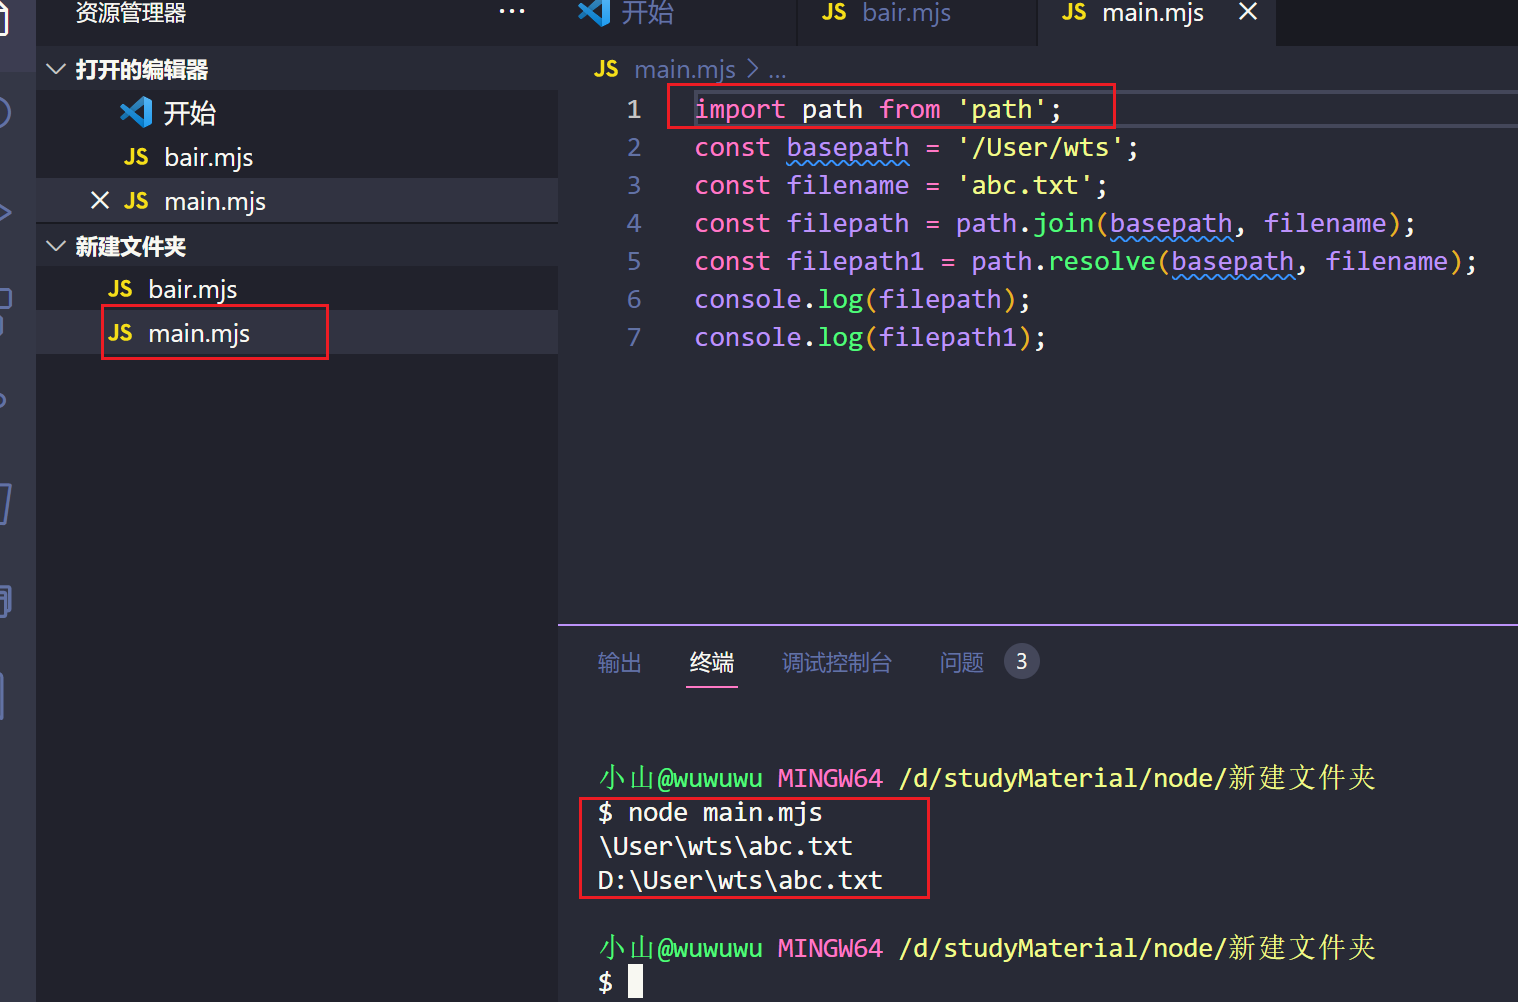 资源管理器 ...
开始
JS bair.mjs
JS main.mjs
打开的编辑器
开始
JS bair.mjs
JS main.mjs
新建文件夹
JS bair.mjs
JS main.mjs
JS main.mjs > ...
1 import path from 'path';
2 const basepath = '/User/wts';
3 const filename = 'abc.txt';
4 const filepath = path.join(basepath, filename);
5 const filepath1 = path.resolve(basepath, filename);
6 console.log(filepath);
7 console.log(filepath1);
输出 终端 调试控制台 问题 3
小山@wuwuwu MINGW64 /d/studyMaterial/node/新建文件夹
$ node main.mjs
\User\wts\abc.txt
D:\User\wts\abc.txt
小山@wuwuwu MINGW64 /d/studyMaterial/node/新建文件夹
$